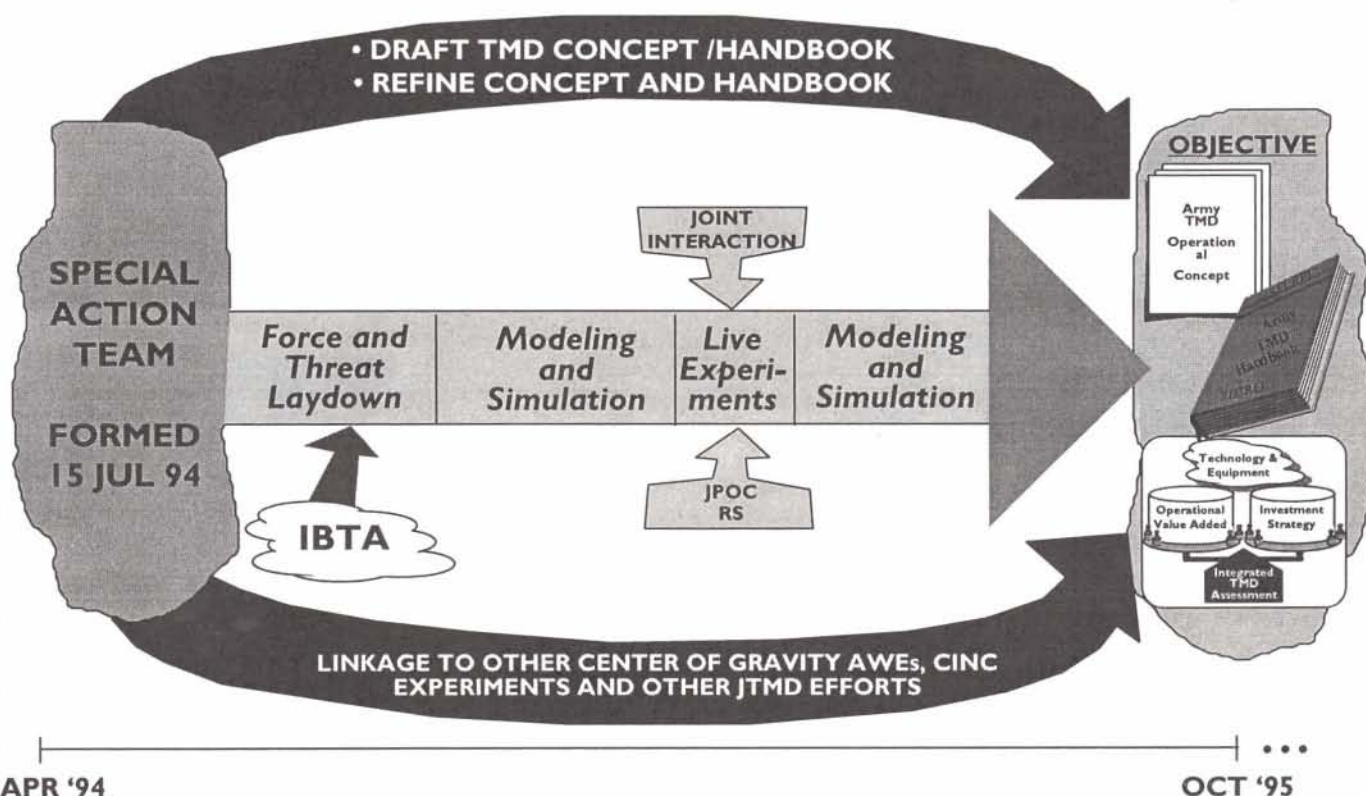 • DRAFT TMD CONCEPT /HANDBOOK
• REFINE CONCEPT AND HANDBOOK
SPECIAL
ACTION
TEAM
FORMED
15 JUL 94
JOINT
INTERACTION
Force and
Threat
Laydown
Modeling
and
Simulation
Live
Experi-
ments
Modeling
and
Simulation
IBTA
JPOC
RS
OBJECTIVE
Army
TMD
Operation
al
Concept
Army
TMD
Handbook
Technology &
Equipment
Operational
Value Added
Investment
Strategy
Integrated
TMD
Assessment
LINKAGE TO OTHER CENTER OF GRAVITY AWEs, CINC
EXPERIMENTS AND OTHER JTMD EFFORTS
APR ‘94
OCT ‘95
•••